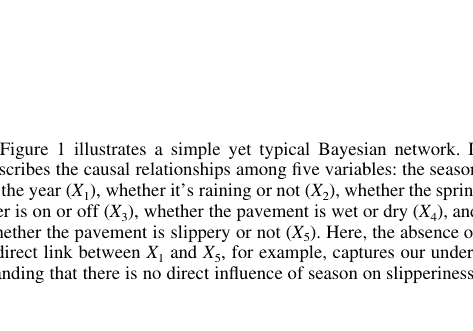 Figure 1 illustrates a simple yet typical Bayesian network. I
scribes the causal relationships among five variables: the season
the year (X₁), whether it's raining or not (X₂), whether the sprin
er is on or off (X₃), whether the pavement is wet or dry (X₄), and
hether the pavement is slippery or not (X₅). Here, the absence o
direct link between X₁ and X₅, for example, captures our under
anding that there is no direct influence of season on slipperiness